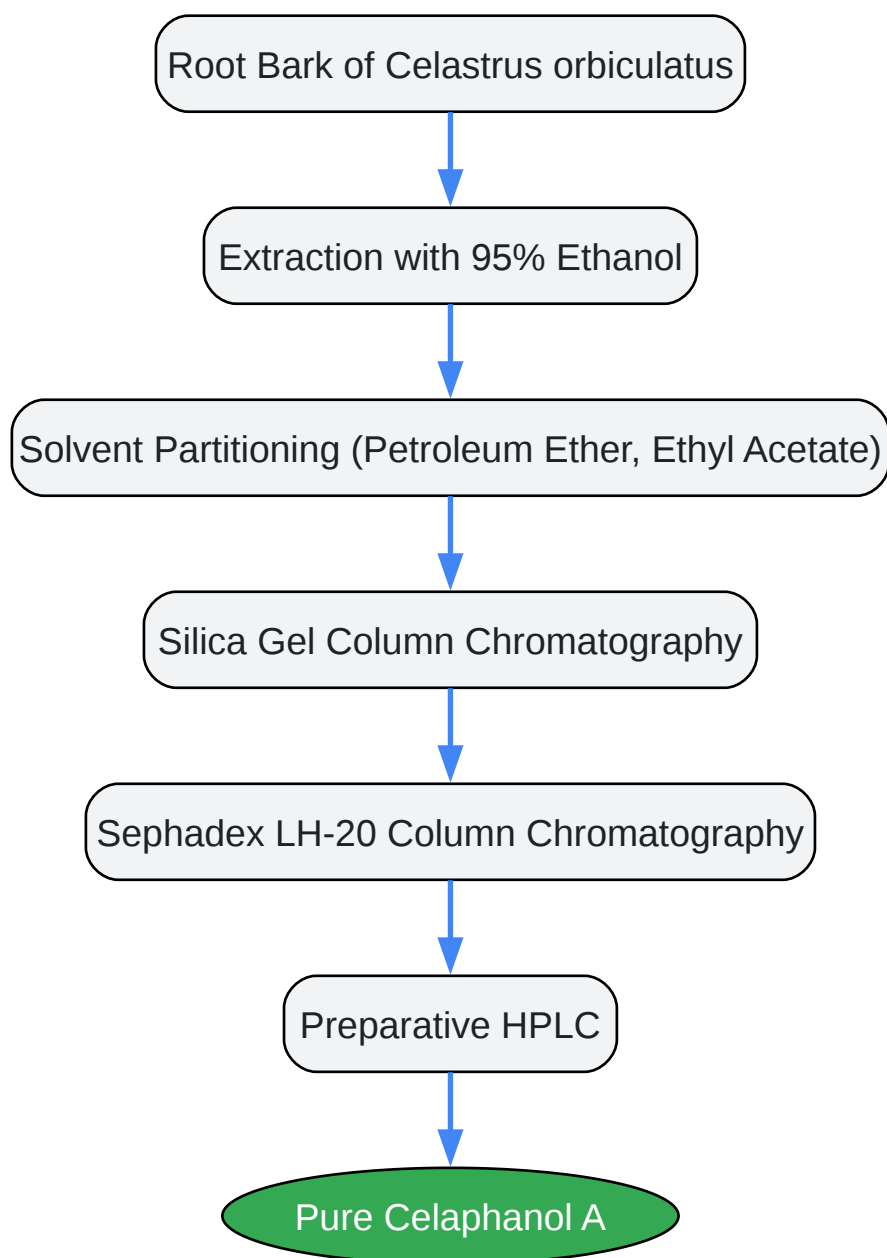 Root Bark of Celastrus orbiculatus
Extraction with 95% Ethanol
Solvent Partitioning (Petroleum Ether, Ethyl Acetate)
Silica Gel Column Chromatography
Sephadex LH-20 Column Chromatography
Preparative HPLC
Pure Celaphanol A